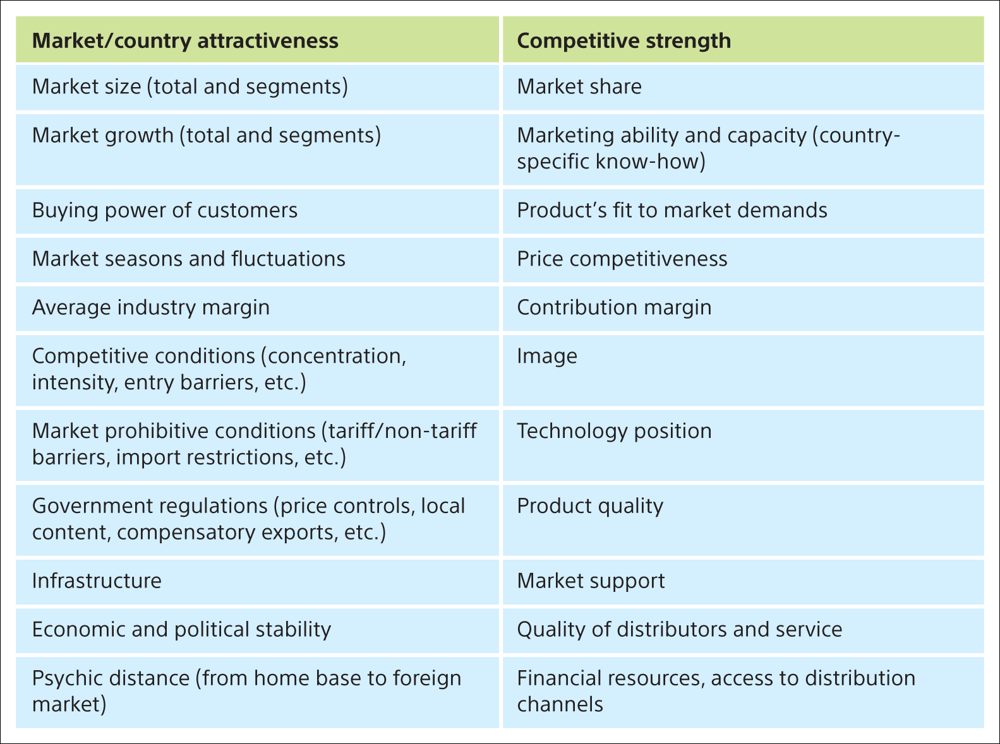 Market/country attractiveness
Competitive strength
Market size (total and segments)
Market share
Market growth (total and segments)
Marketing ability and capacity (country-
specific know-how)
Buying power of customers
Product’s fit to market demands
Market seasons and fluctuations
Price competitiveness
Average industry margin
Contribution margin
Competitive conditions (concentration,
intensity, entry barriers, etc.)
Image
Market prohibitive conditions (tariff/non-tariff
barriers, import restrictions, etc.)
Technology position
Government regulations (price controls, local
content, compensatory exports, etc.)
Product quality
Infrastructure
Market support
Economic and political stability
Quality of distributors and service
Psychic distance (from home base to foreign
market)
Financial resources, access to distribution
channels